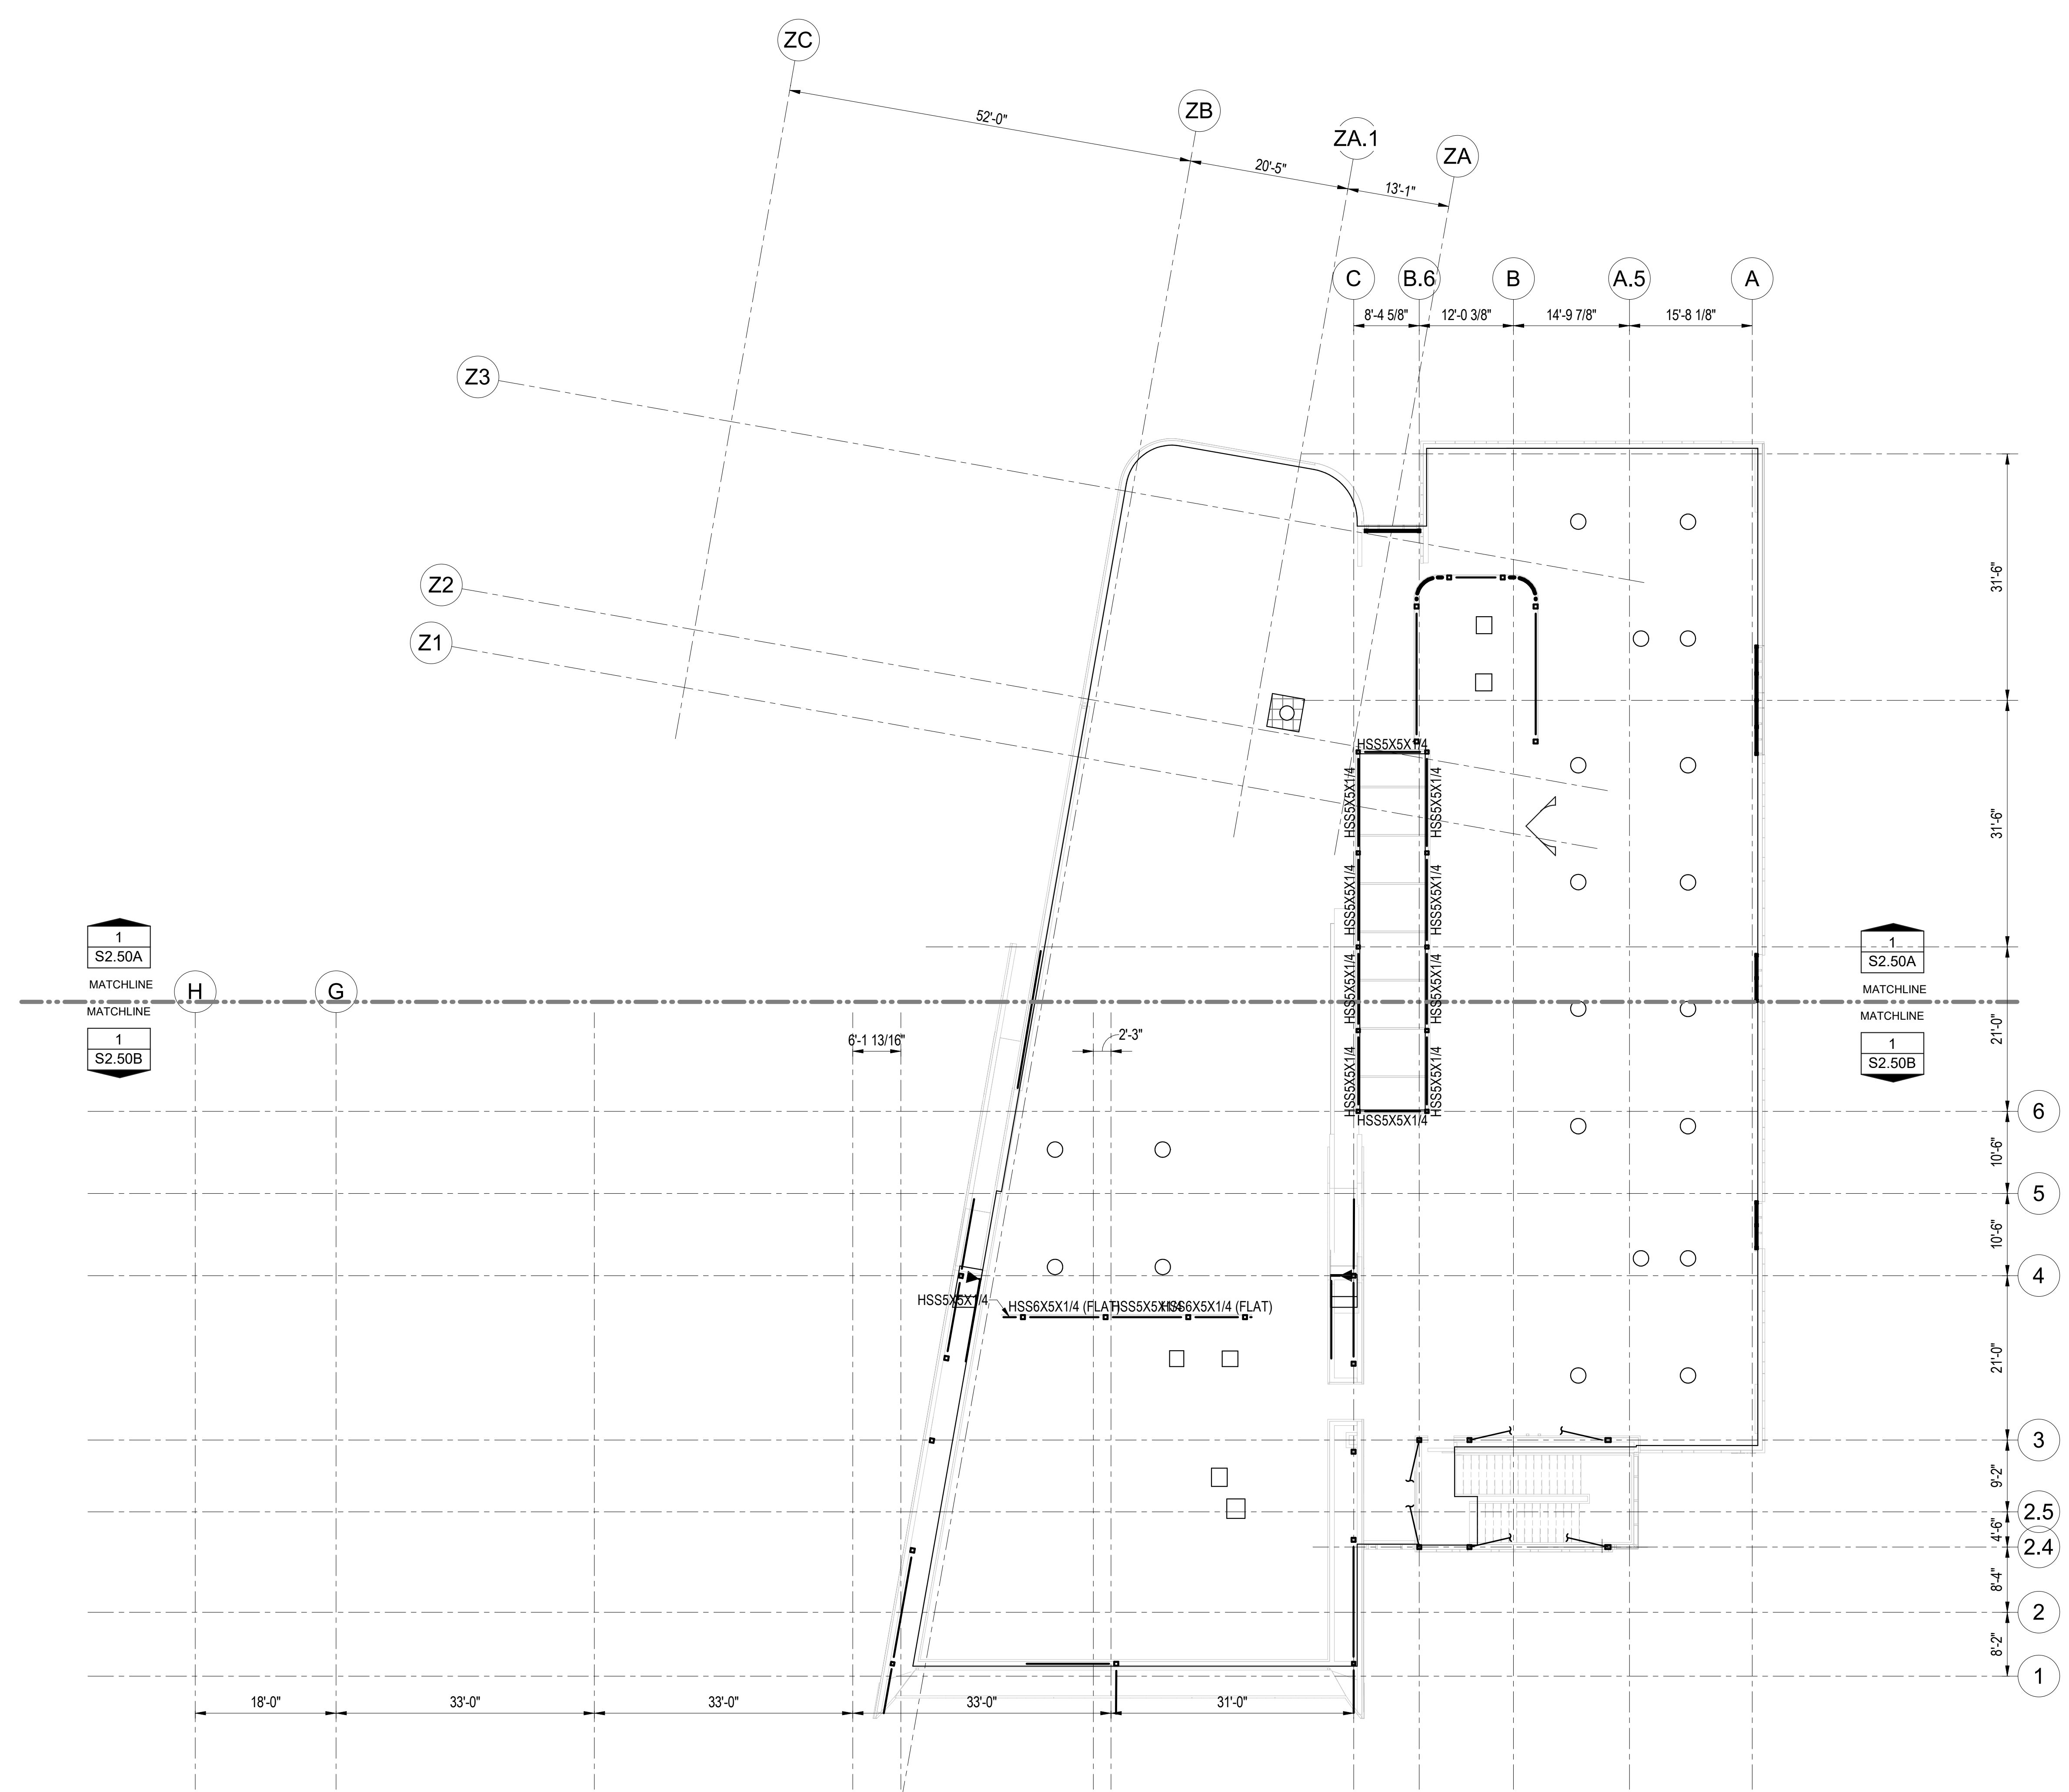 ZC
ZB
ZA.1
ZA
52'-0"
20'-5"
13'-1"
C
B.6
B
A.5
A
8'-4 5/8"
12'-0 3/8"
14'-9 7/8"
15'-8 1/8"
Z3
Z2
Z1
31'-6"
31'-6"
HSS5X5X1/4
HSS5X5X1/4
HSS5X5X1/4
HSS5X5X1/4
HSS5X5X1/4
HSS5X5X1/4
HSS5X5X1/4
HSS5X5X1/4
HSS5X5X1/4
HSS5X5X1/4
1
S2.50A
MATCHLINE
MATCHLINE
1
S2.50B
H
G
1
S2.50A
MATCHLINE
MATCHLINE
1
S2.50B
6'-1 13/16"
2'-3"
21'-0"
6
10'-6"
5
10'-6"
4
HSS5X5X1/4
HSS6X5X1/4 (FLAT)
HSS5X5X1/4
HSS6X5X1/4 (FLAT)
21'-0"
3
9'-2"
2.5
4'-6"
2.4
8'-4"
2
8'-2"
1
18'-0"
33'-0"
33'-0"
33'-0"
31'-0"